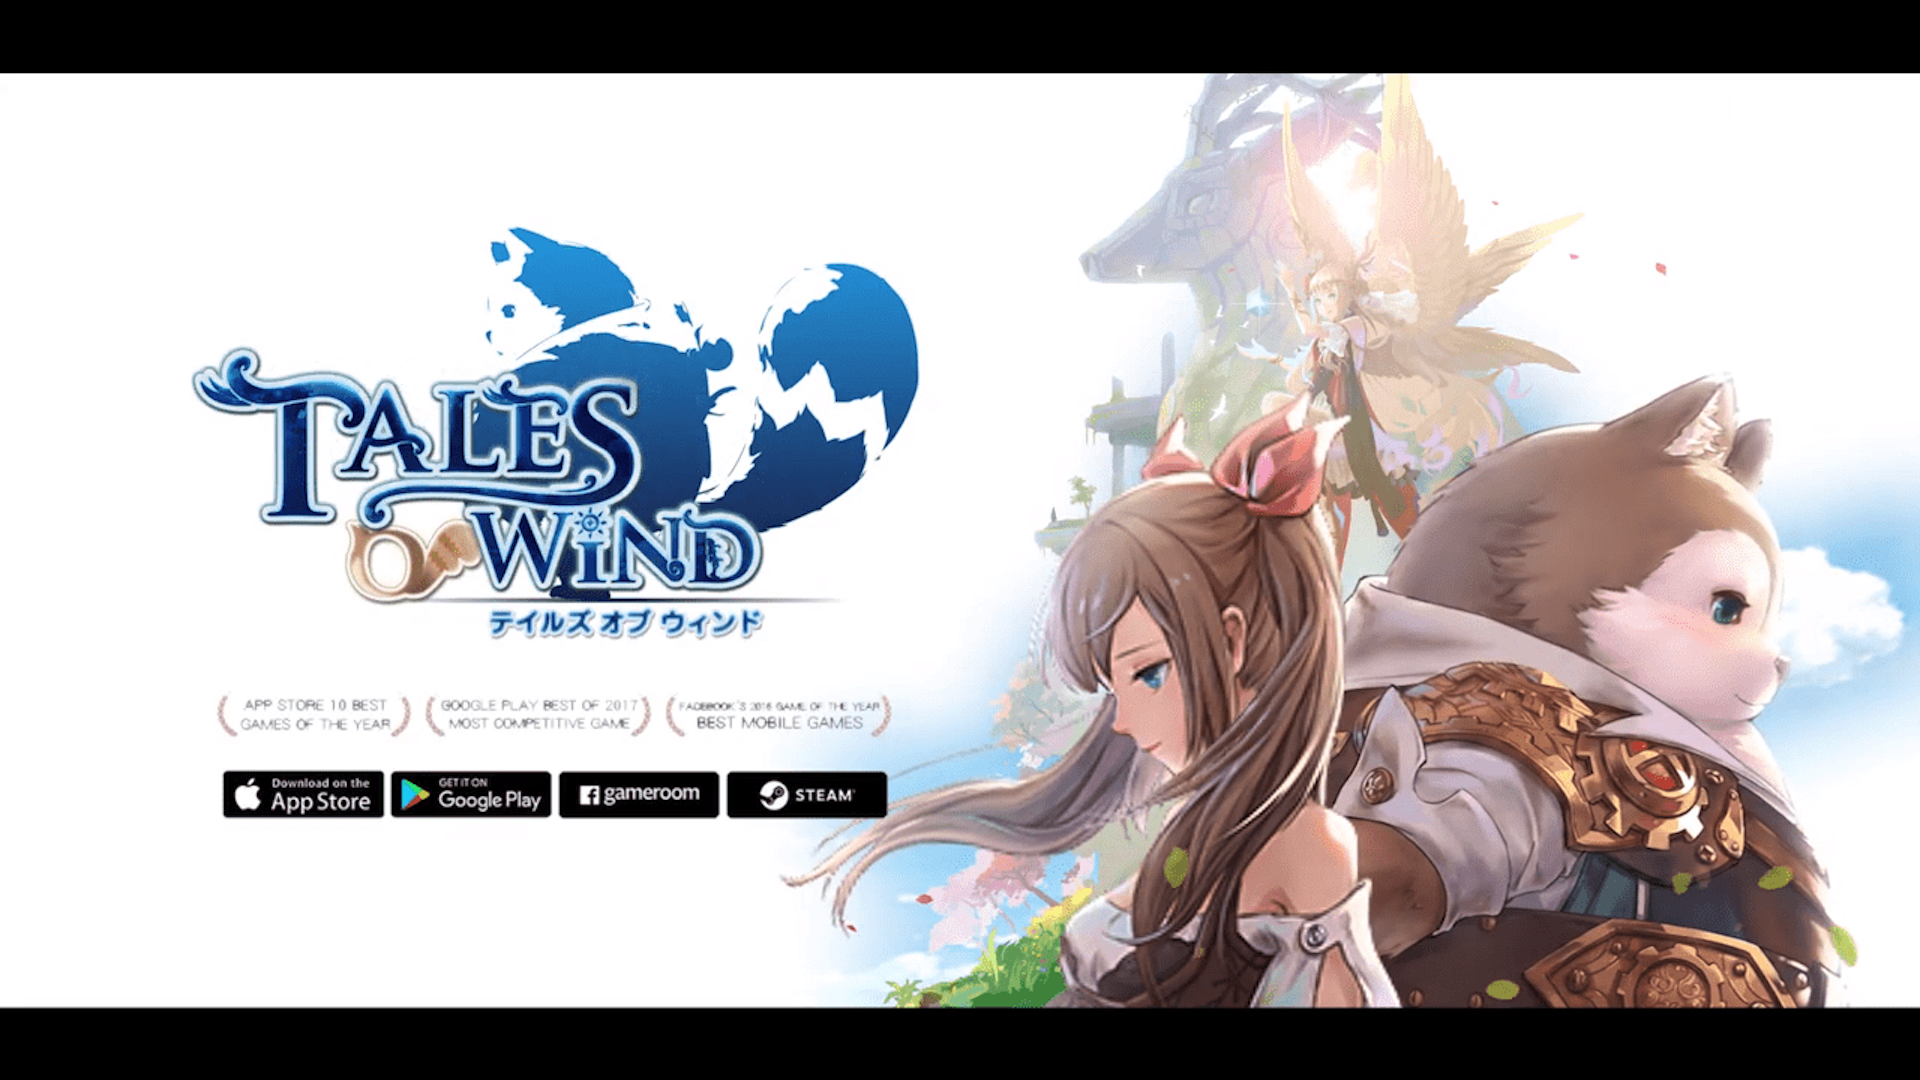 TALES
OF WIND
テイルズ オブ ウィンド
APP STORE 10 BEST
GAMES OF THE YEAR
GOOGLE PLAY BEST OF 2017
MOST COMPETITIVE GAME
FACEBOOK'S 2016 GAME OF THE YEAR
BEST MOBILE GAMES
Download on the
App Store
GET IT ON
Google Play
gameroom
STEAM